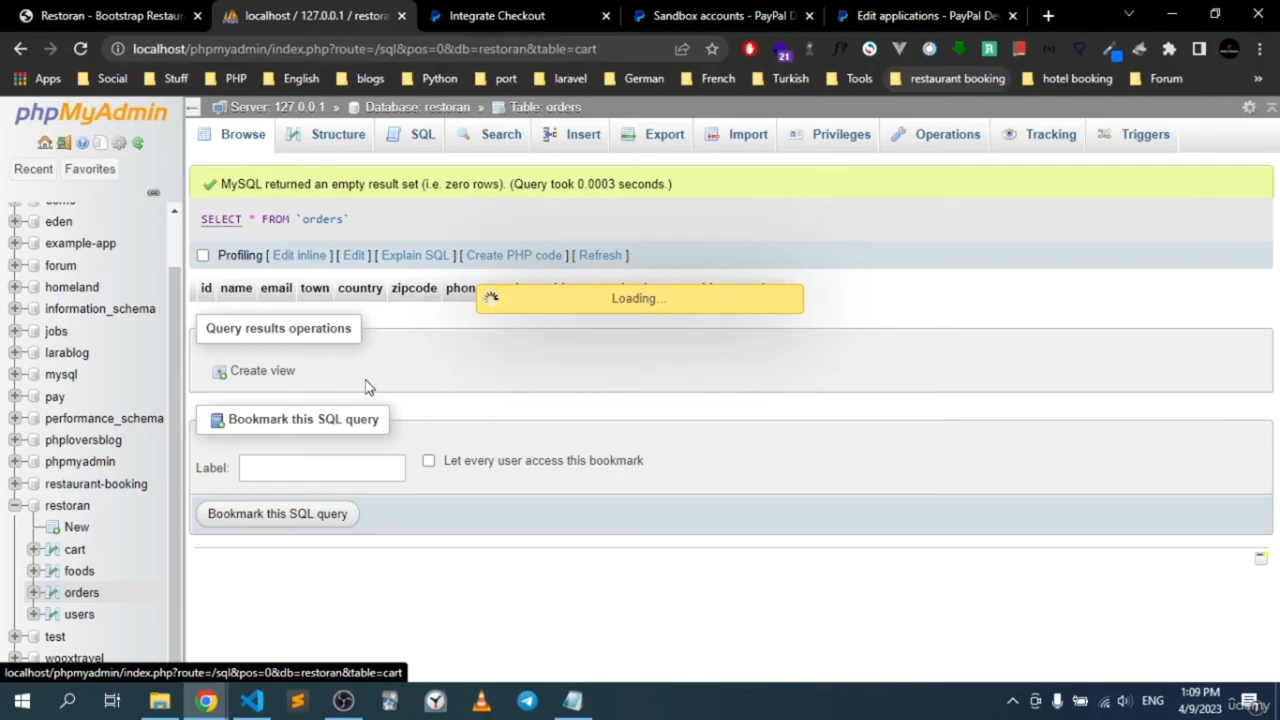 Restoran - Bootstrap Restau
localhost / 127.0.0.1 / restora
Integrate Checkout
Sandbox accounts - PayPal D
Edit applications - PayPal De
localhost/phpmyadmin/index.php?route=/sql&pos=0&db=restoran&table=cart
21
Apps Social Stuff PHP English blogs Python port laravel German French Turkish Tools restaurant booking hotel booking Forum »
phpMyAdmin
Server: 127.0.0.1 » Database: restoran » Table: orders
Browse Structure SQL Search Insert Export Import Privileges Operations Tracking Triggers
Recent Favorites
MySQL returned an empty result set (i.e. zero rows). (Query took 0.0003 seconds.)
SELECT * FROM `orders`
Profiling [ Edit inline ] [ Edit ] [ Explain SQL ] [ Create PHP code ] [ Refresh ]
id name email town country zipcode phon
Loading...
Query results operations
Create view
Bookmark this SQL query
Label:
Let every user access this bookmark
Bookmark this SQL query
eden
example-app
forum
homeland
information_schema
jobs
larablog
mysql
pay
performance_schema
phploversblog
phpmyadmin
restaurant-booking
restoran
New
cart
foods
orders
users
test
wooxtravel
localhost/phpmyadmin/index.php?route=/sql&pos=0&db=restoran&table=cart
ENG
1:09 PM
4/9/2023
udemy